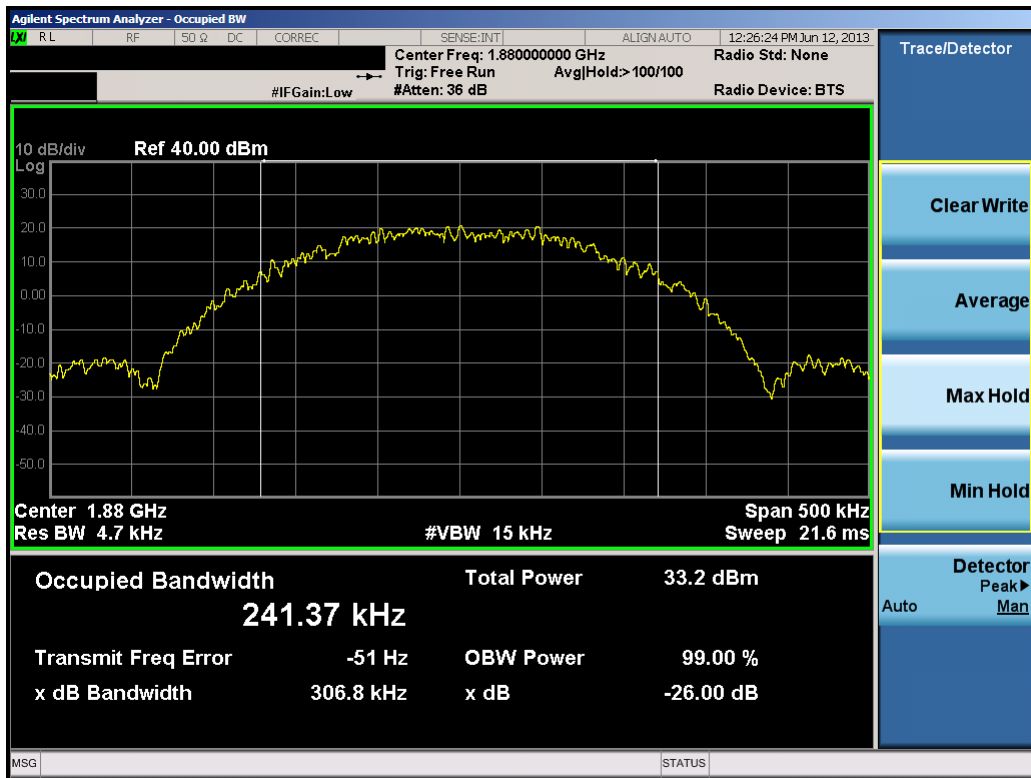 Agilent Spectrum Analyzer - Occupied BW
LXI RL RF 50 Ω DC CORREC SENSE:INT ALIGN AUTO 12:26:24 PM Jun 12, 2013
Center Freq: 1.880000000 GHz Radio Std: None
Trig: Free Run Avg|Hold:> 100/100
#IFGain:Low #Atten: 36 dB Radio Device: BTS
10 dB/div Ref 40.00 dBm
Log
30.0
20.0
10.0
0.00
-10.0
-20.0
-30.0
-40.0
-50.0
Center 1.88 GHz Span 500 kHz
Res BW 4.7 kHz #VBW 15 kHz Sweep 21.6 ms
Occupied Bandwidth Total Power 33.2 dBm
241.37 kHz
Transmit Freq Error -51 Hz OBW Power 99.00 %
x dB Bandwidth 306.8 kHz x dB -26.00 dB
MSG STATUS
Trace/Detector
Clear Write
Average
Max Hold
Min Hold
Detector
Peak▶
Auto Man